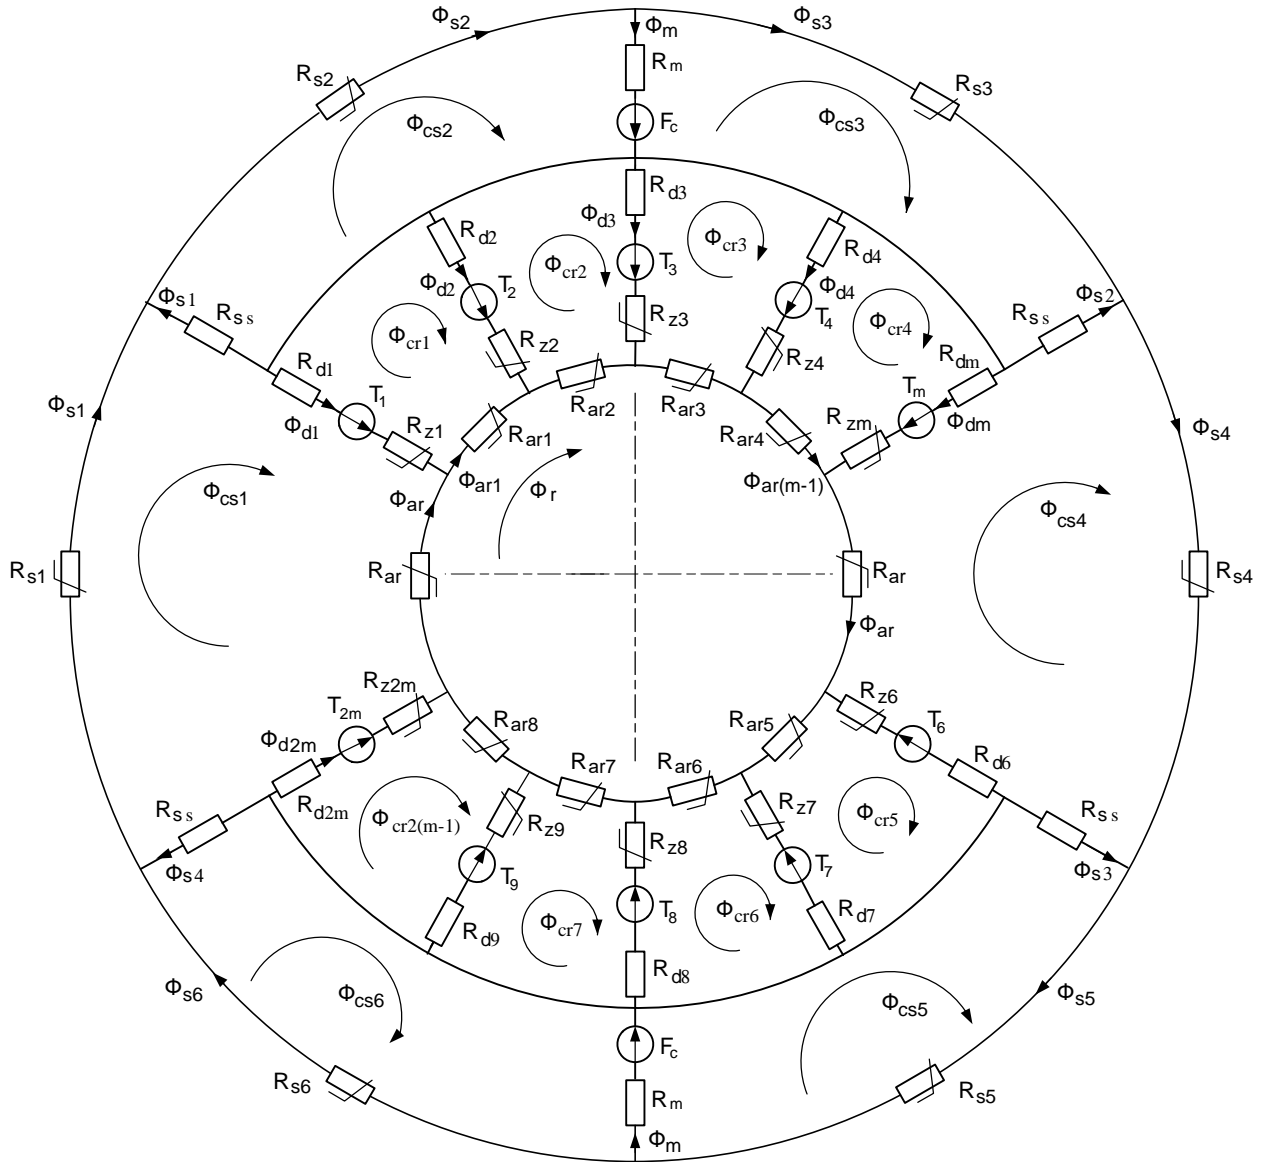 Φs2
Φm
Φs3
Rs2
Rm
Rs3
Φcs2
Fc
Φcs3
Rd3
Rd2
Φd3
Φcr3
Rd4
Φs1
Rss
Φd2
T2
Φcr2
T3
Φd4
T4
Rss
Φs2
Φcr1
Rz2
Rz3
Rz4
Φcr4
Rd1
Rdm
T1
Rar2
Rar3
Tm
Φs1
Φd1
Rz1
Rar1
Rar4
Rzm
Φdm
Φs4
Φcs1
Φar
Φar1
Φr
Φar(m-1)
Φcs4
Rs1
Rar
Rar
Rs4
Φar
Rz2m
Rz6
T2m
Rar8
Rar5
T6
Φd2m
Rar7
Rar6
Rd6
Rss
Rd2m
Φcr2(m-1)
Rz9
Rz8
Rz7
Φcr5
Rss
Φs4
T9
T8
T7
Φs3
Rd9
Φcr7
Φcr6
Rd7
Φs6
Φcs6
Rd8
Φcs5
Φs5
Fc
Rs6
Rm
Rs5
Φm